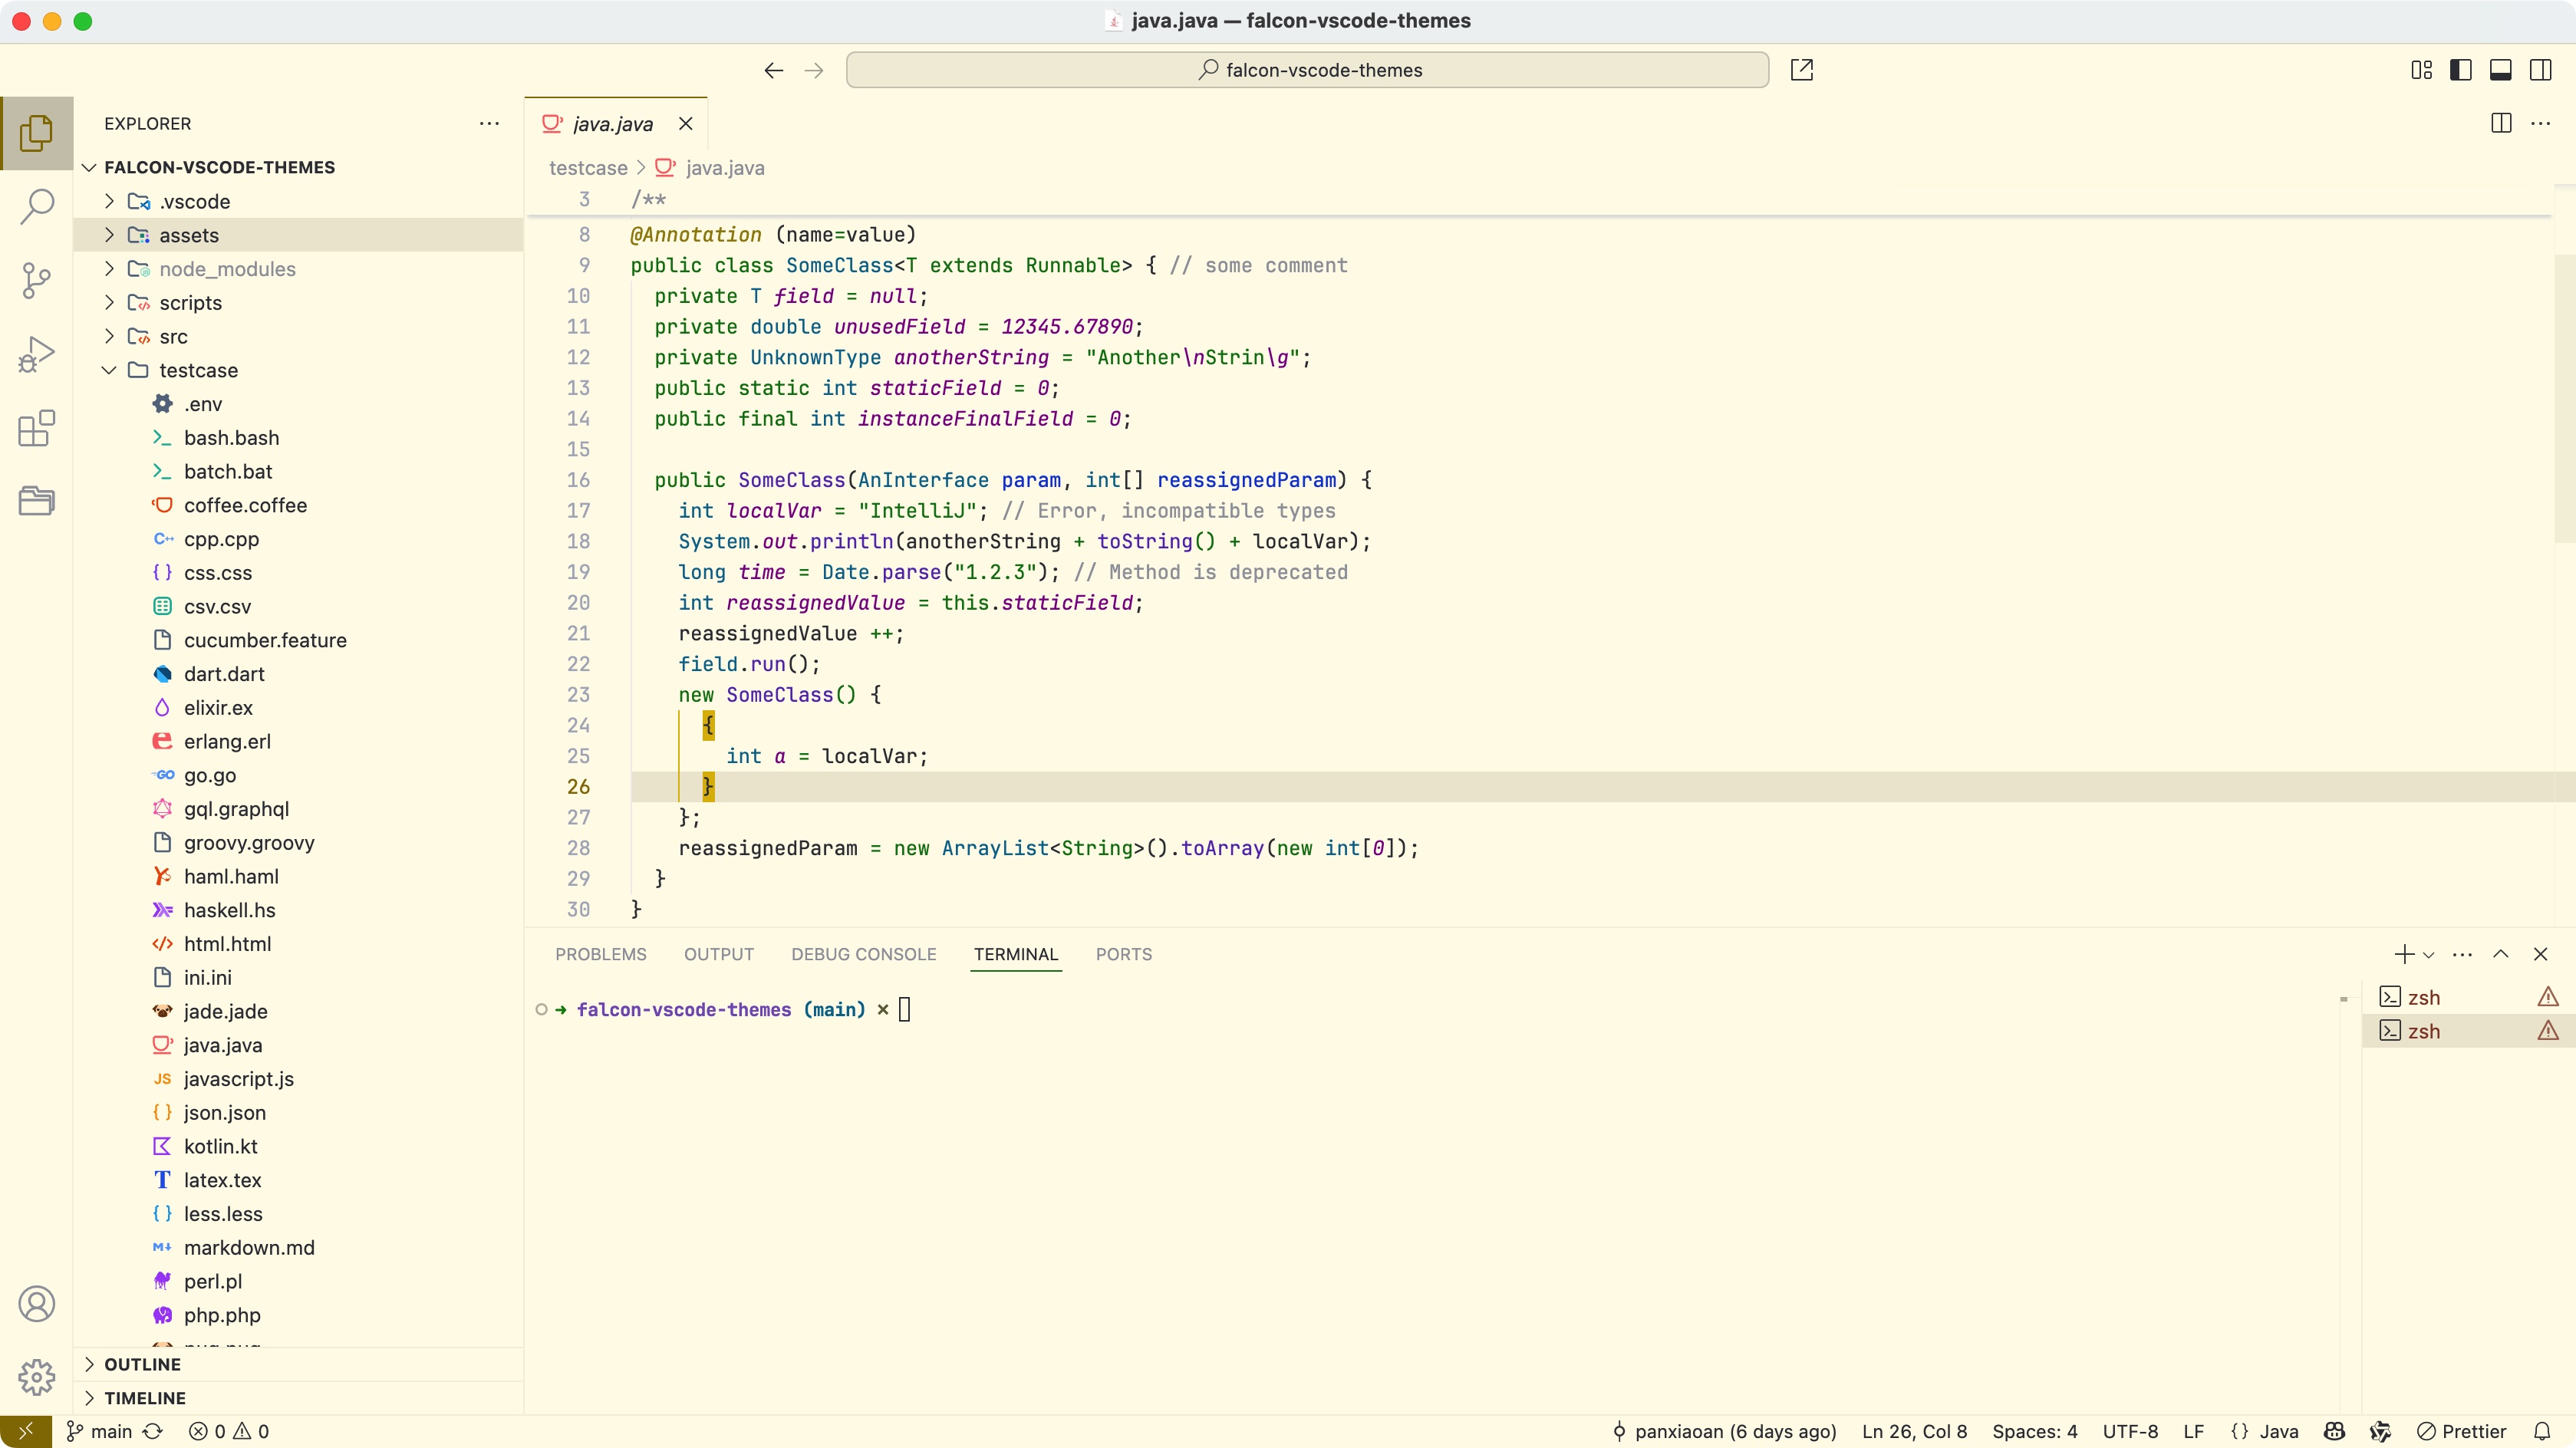 java.java — falcon-vscode-themes
falcon-vscode-themes
EXPLORER
FALCON-VSCODE-THEMES
.vscode
assets
node_modules
scripts
src
testcase
.env
bash.bash
batch.bat
coffee.coffee
cpp.cpp
css.css
csv.csv
cucumber.feature
dart.dart
elixir.ex
erlang.erl
go.go
gql.graphql
groovy.groovy
haml.haml
haskell.hs
html.html
ini.ini
jade.jade
java.java
javascript.js
json.json
kotlin.kt
latex.tex
less.less
markdown.md
perl.pl
php.php
OUTLINE
TIMELINE
java.java
testcase > java.java
3 /**
8 @Annotation (name=value)
9 public class SomeClass<T extends Runnable> { // some comment
10 private T field = null;
11 private double unusedField = 12345.67890;
12 private UnknownType anotherString = "Another\nStrin\g";
13 public static int staticField = 0;
14 public final int instanceFinalField = 0;
15
16 public SomeClass(AnInterface param, int[] reassignedParam) {
17 int localVar = "IntelliJ"; // Error, incompatible types
18 System.out.println(anotherString + toString() + localVar);
19 long time = Date.parse("1.2.3"); // Method is deprecated
20 int reassignedValue = this.staticField;
21 reassignedValue ++;
22 field.run();
23 new SomeClass() {
24 {
25 int a = localVar;
26 }
27 };
28 reassignedParam = new ArrayList<String>().toArray(new int[0]);
29 }
30 }
PROBLEMS OUTPUT DEBUG CONSOLE TERMINAL PORTS
➜ falcon-vscode-themes (main) ×
zsh
zsh
main 0 0 panxiaoan (6 days ago) Ln 26, Col 8 Spaces: 4 UTF-8 LF { } Java Prettier